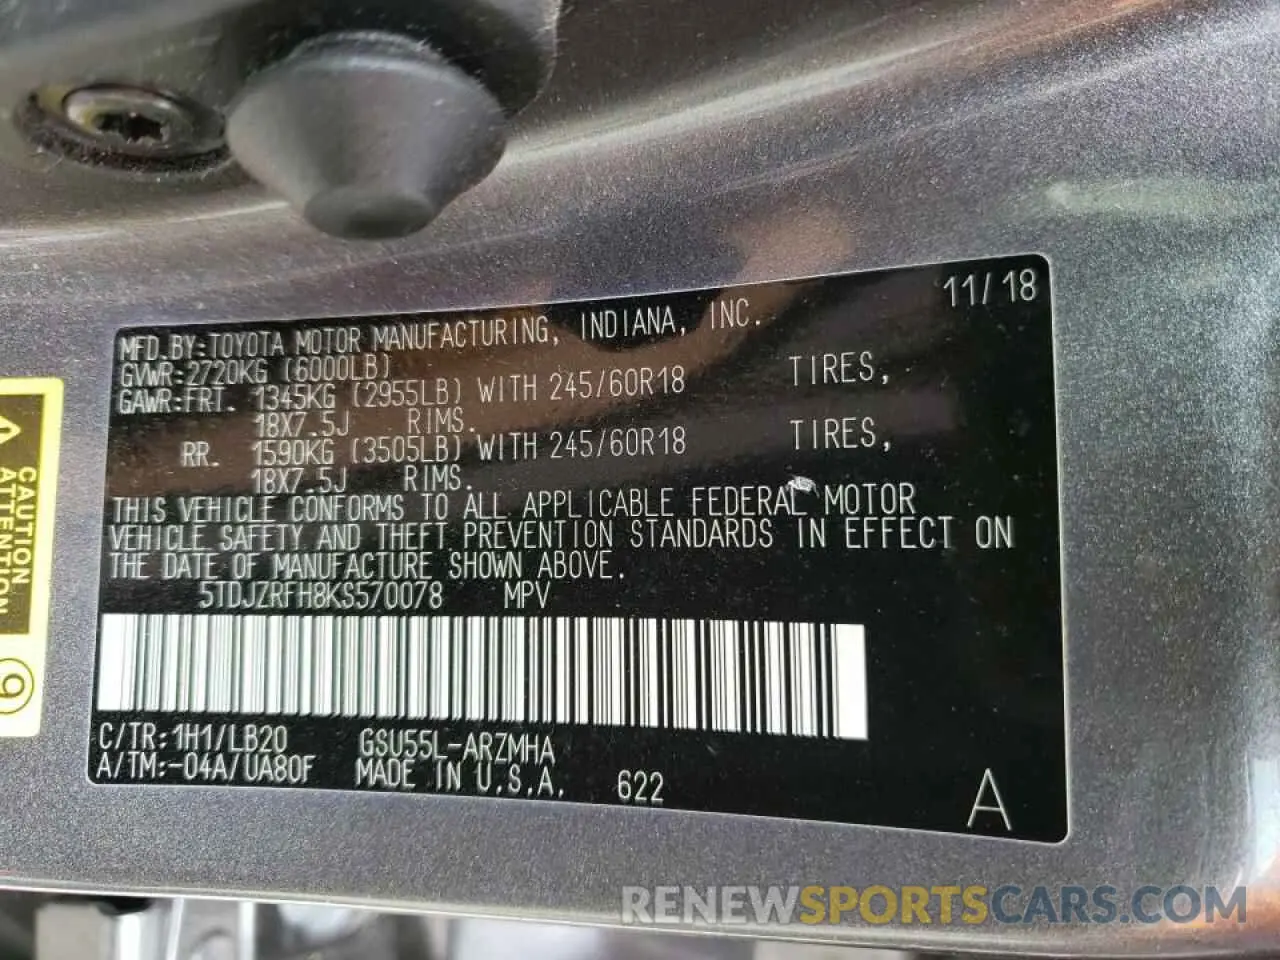 11/18
MFD.BY:TOYOTA MOTOR MANUFACTURING, INDIANA, INC.
GVWR:2720KG (6000LB)
GAWR:FRT. 1345KG (2955LB) WITH 245/60R18 TIRES,
18X7.5J RIMS.
RR. 1590KG (3505LB) WITH 245/60R18 TIRES,
18X7.5J RIMS.
THIS VEHICLE CONFORMS TO ALL APPLICABLE FEDERAL MOTOR
VEHICLE SAFETY AND THEFT PREVENTION STANDARDS IN EFFECT ON
THE DATE OF MANUFACTURE SHOWN ABOVE.
5TDJZRFH8KS570078 MPV
C/TR:1H1/LB20 GSU55L-ARZMHA
A/TM:-04A/UA80F MADE IN U.S.A. 622
A
CAUTION
ATTENTION
9
RENEWSPORTSCARS.COM